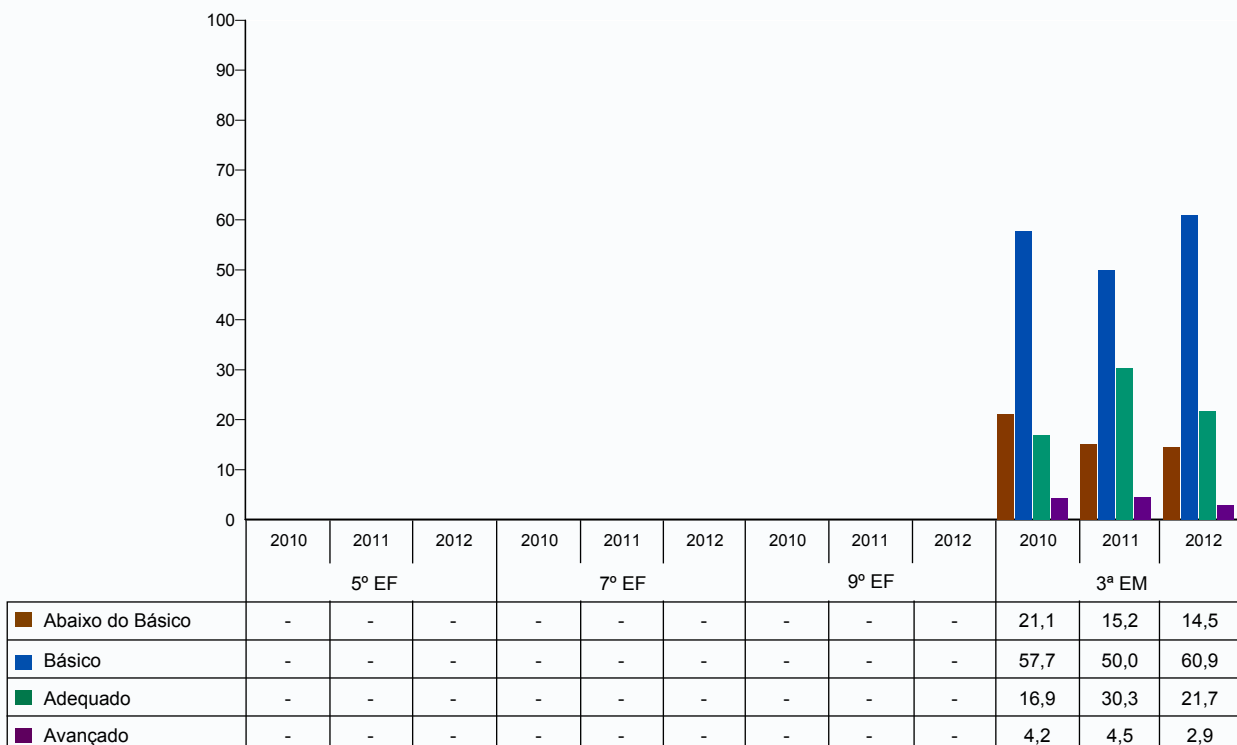 100
90
80
70
60
50
40
30
20
10
0
2010 2011 2012 2010 2011 2012 2010 2011 2012 2010 2011 2012
5º EF 7º EF 9º EF 3ª EM
Abaixo do Básico - - - - - - - - - 21,1 15,2 14,5
Básico - - - - - - - - - 57,7 50,0 60,9
Adequado - - - - - - - - - 16,9 30,3 21,7
Avançado - - - - - - - - - 4,2 4,5 2,9